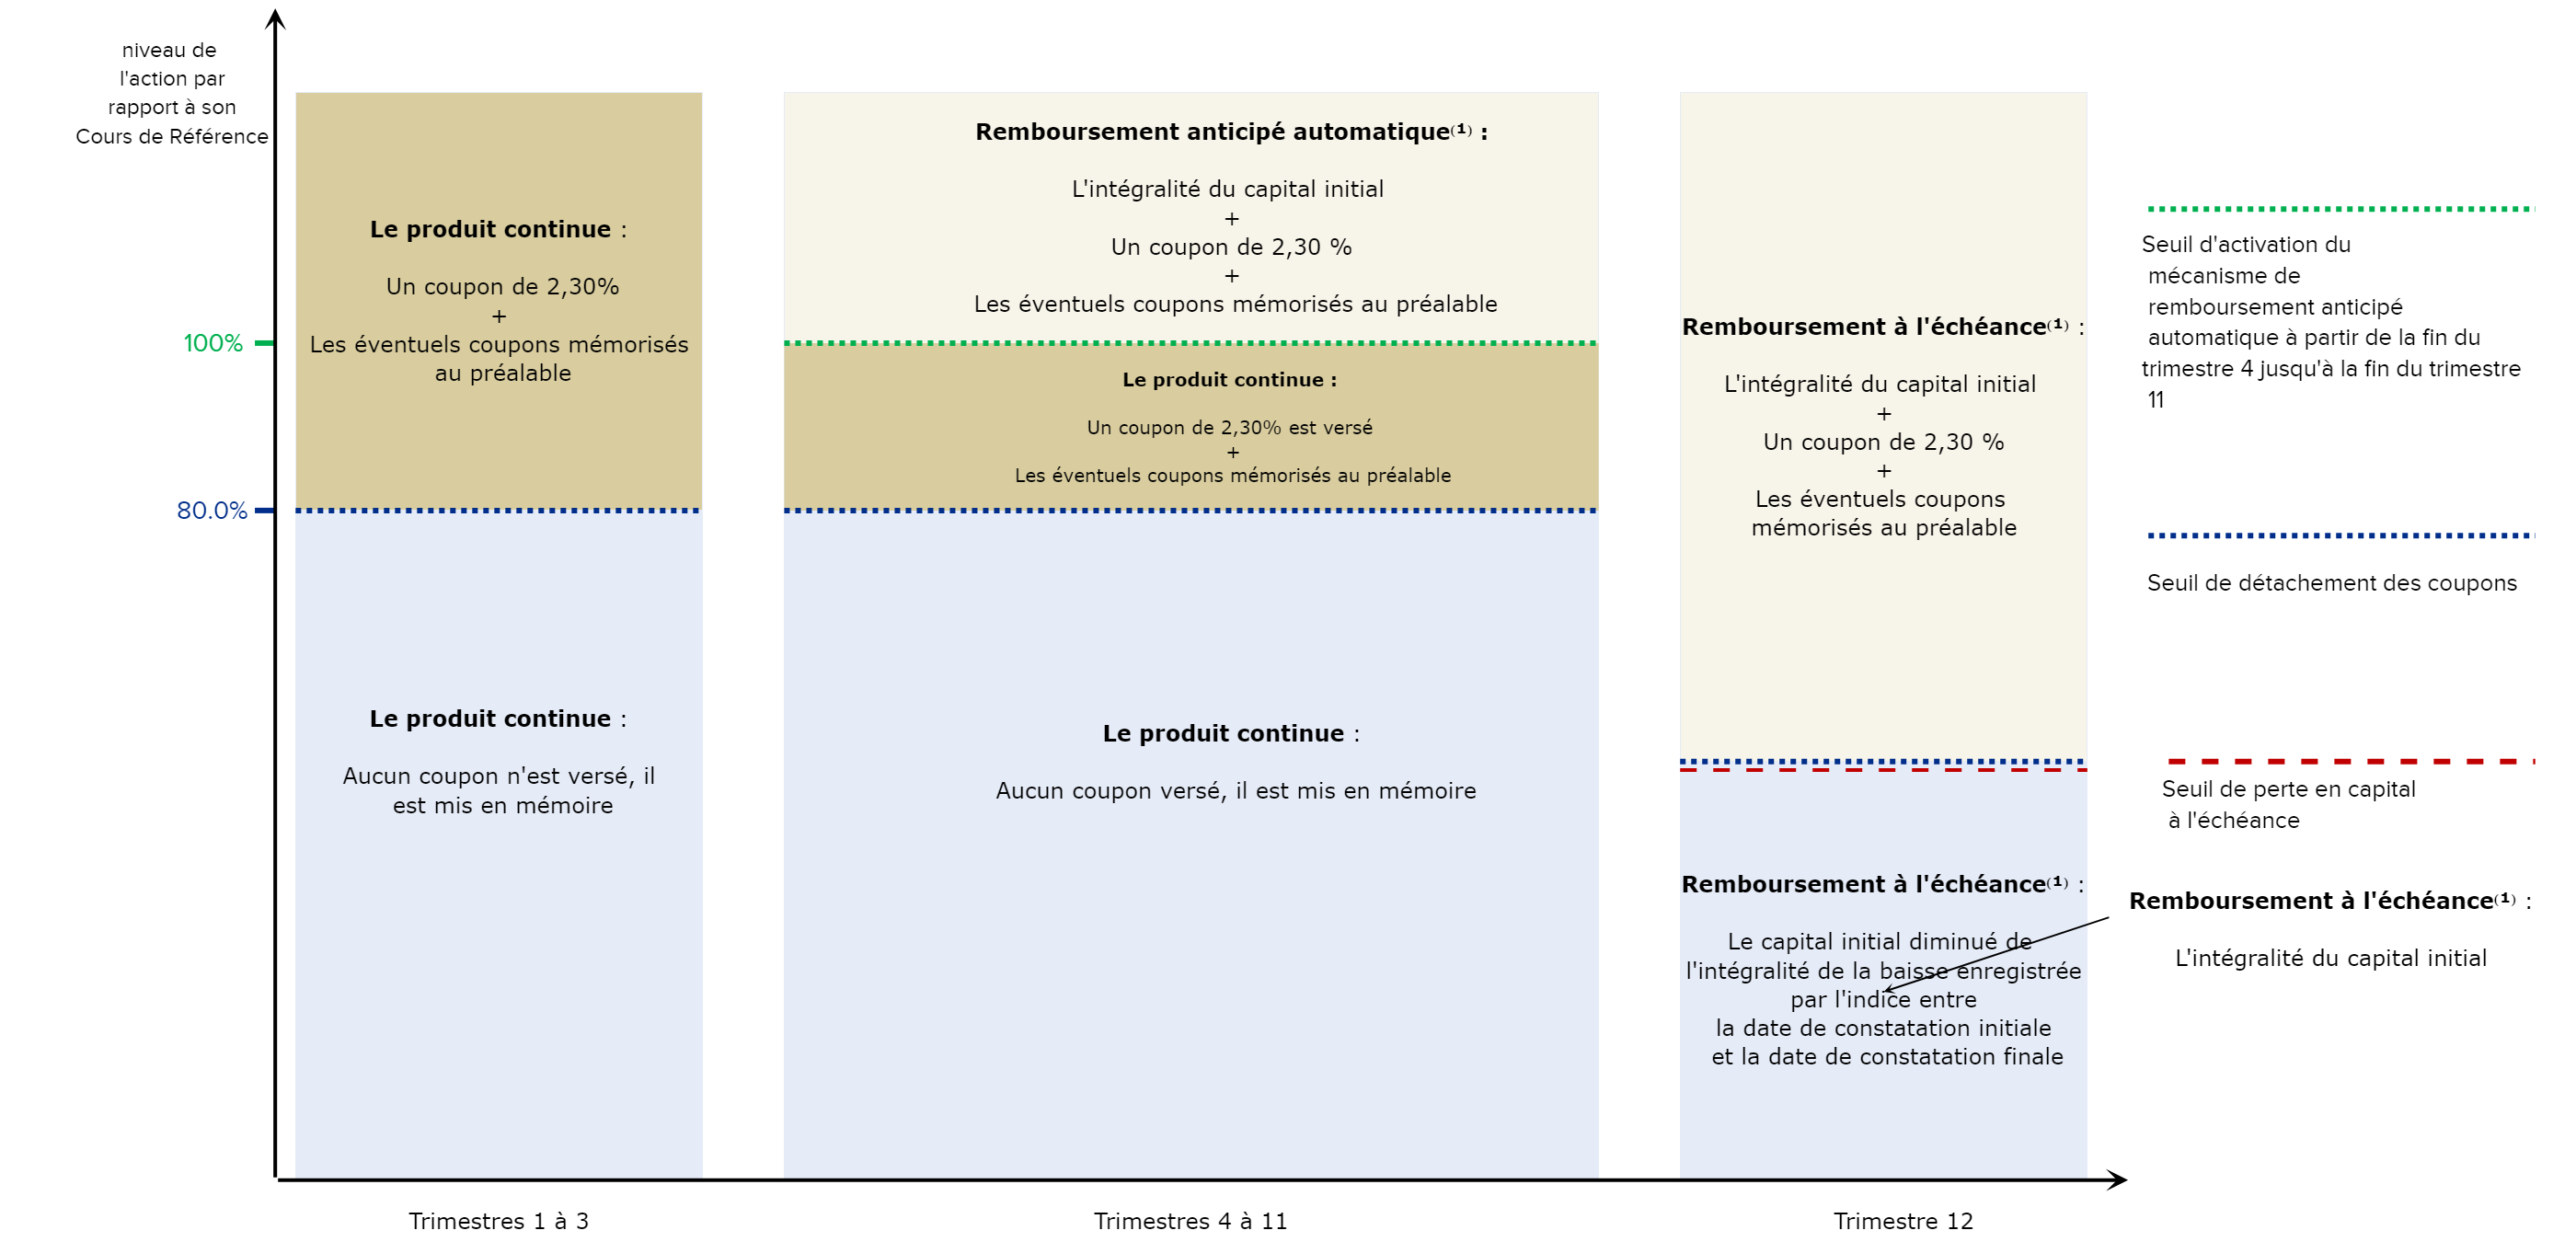 niveau de
l'action par
rapport à son
Cours de Référence
100%
80.0%
Le produit continue :
Un coupon de 2,30%
+
Les éventuels coupons mémorisés
au préalable
Le produit continue :
Aucun coupon n'est versé, il
est mis en mémoire
Remboursement anticipé automatique⁽¹⁾ :
L'intégralité du capital initial
+
Un coupon de 2,30 %
+
Les éventuels coupons mémorisés au préalable
Le produit continue :
Un coupon de 2,30% est versé
+
Les éventuels coupons mémorisés au préalable
Le produit continue :
Aucun coupon versé, il est mis en mémoire
Remboursement à l'échéance⁽¹⁾ :
L'intégralité du capital initial
+
Un coupon de 2,30 %
+
Les éventuels coupons
mémorisés au préalable
Remboursement à l'échéance⁽¹⁾ :
Le capital initial diminué de
l'intégralité de la baisse enregistrée
par l'indice entre
la date de constatation initiale
et la date de constatation finale
Seuil d'activation du
mécanisme de
remboursement anticipé
automatique à partir de la fin du
trimestre 4 jusqu'à la fin du trimestre
11
Seuil de détachement des coupons
Seuil de perte en capital
à l'échéance
Remboursement à l'échéance⁽¹⁾ :
L'intégralité du capital initial
Trimestres 1 à 3
Trimestres 4 à 11
Trimestre 12